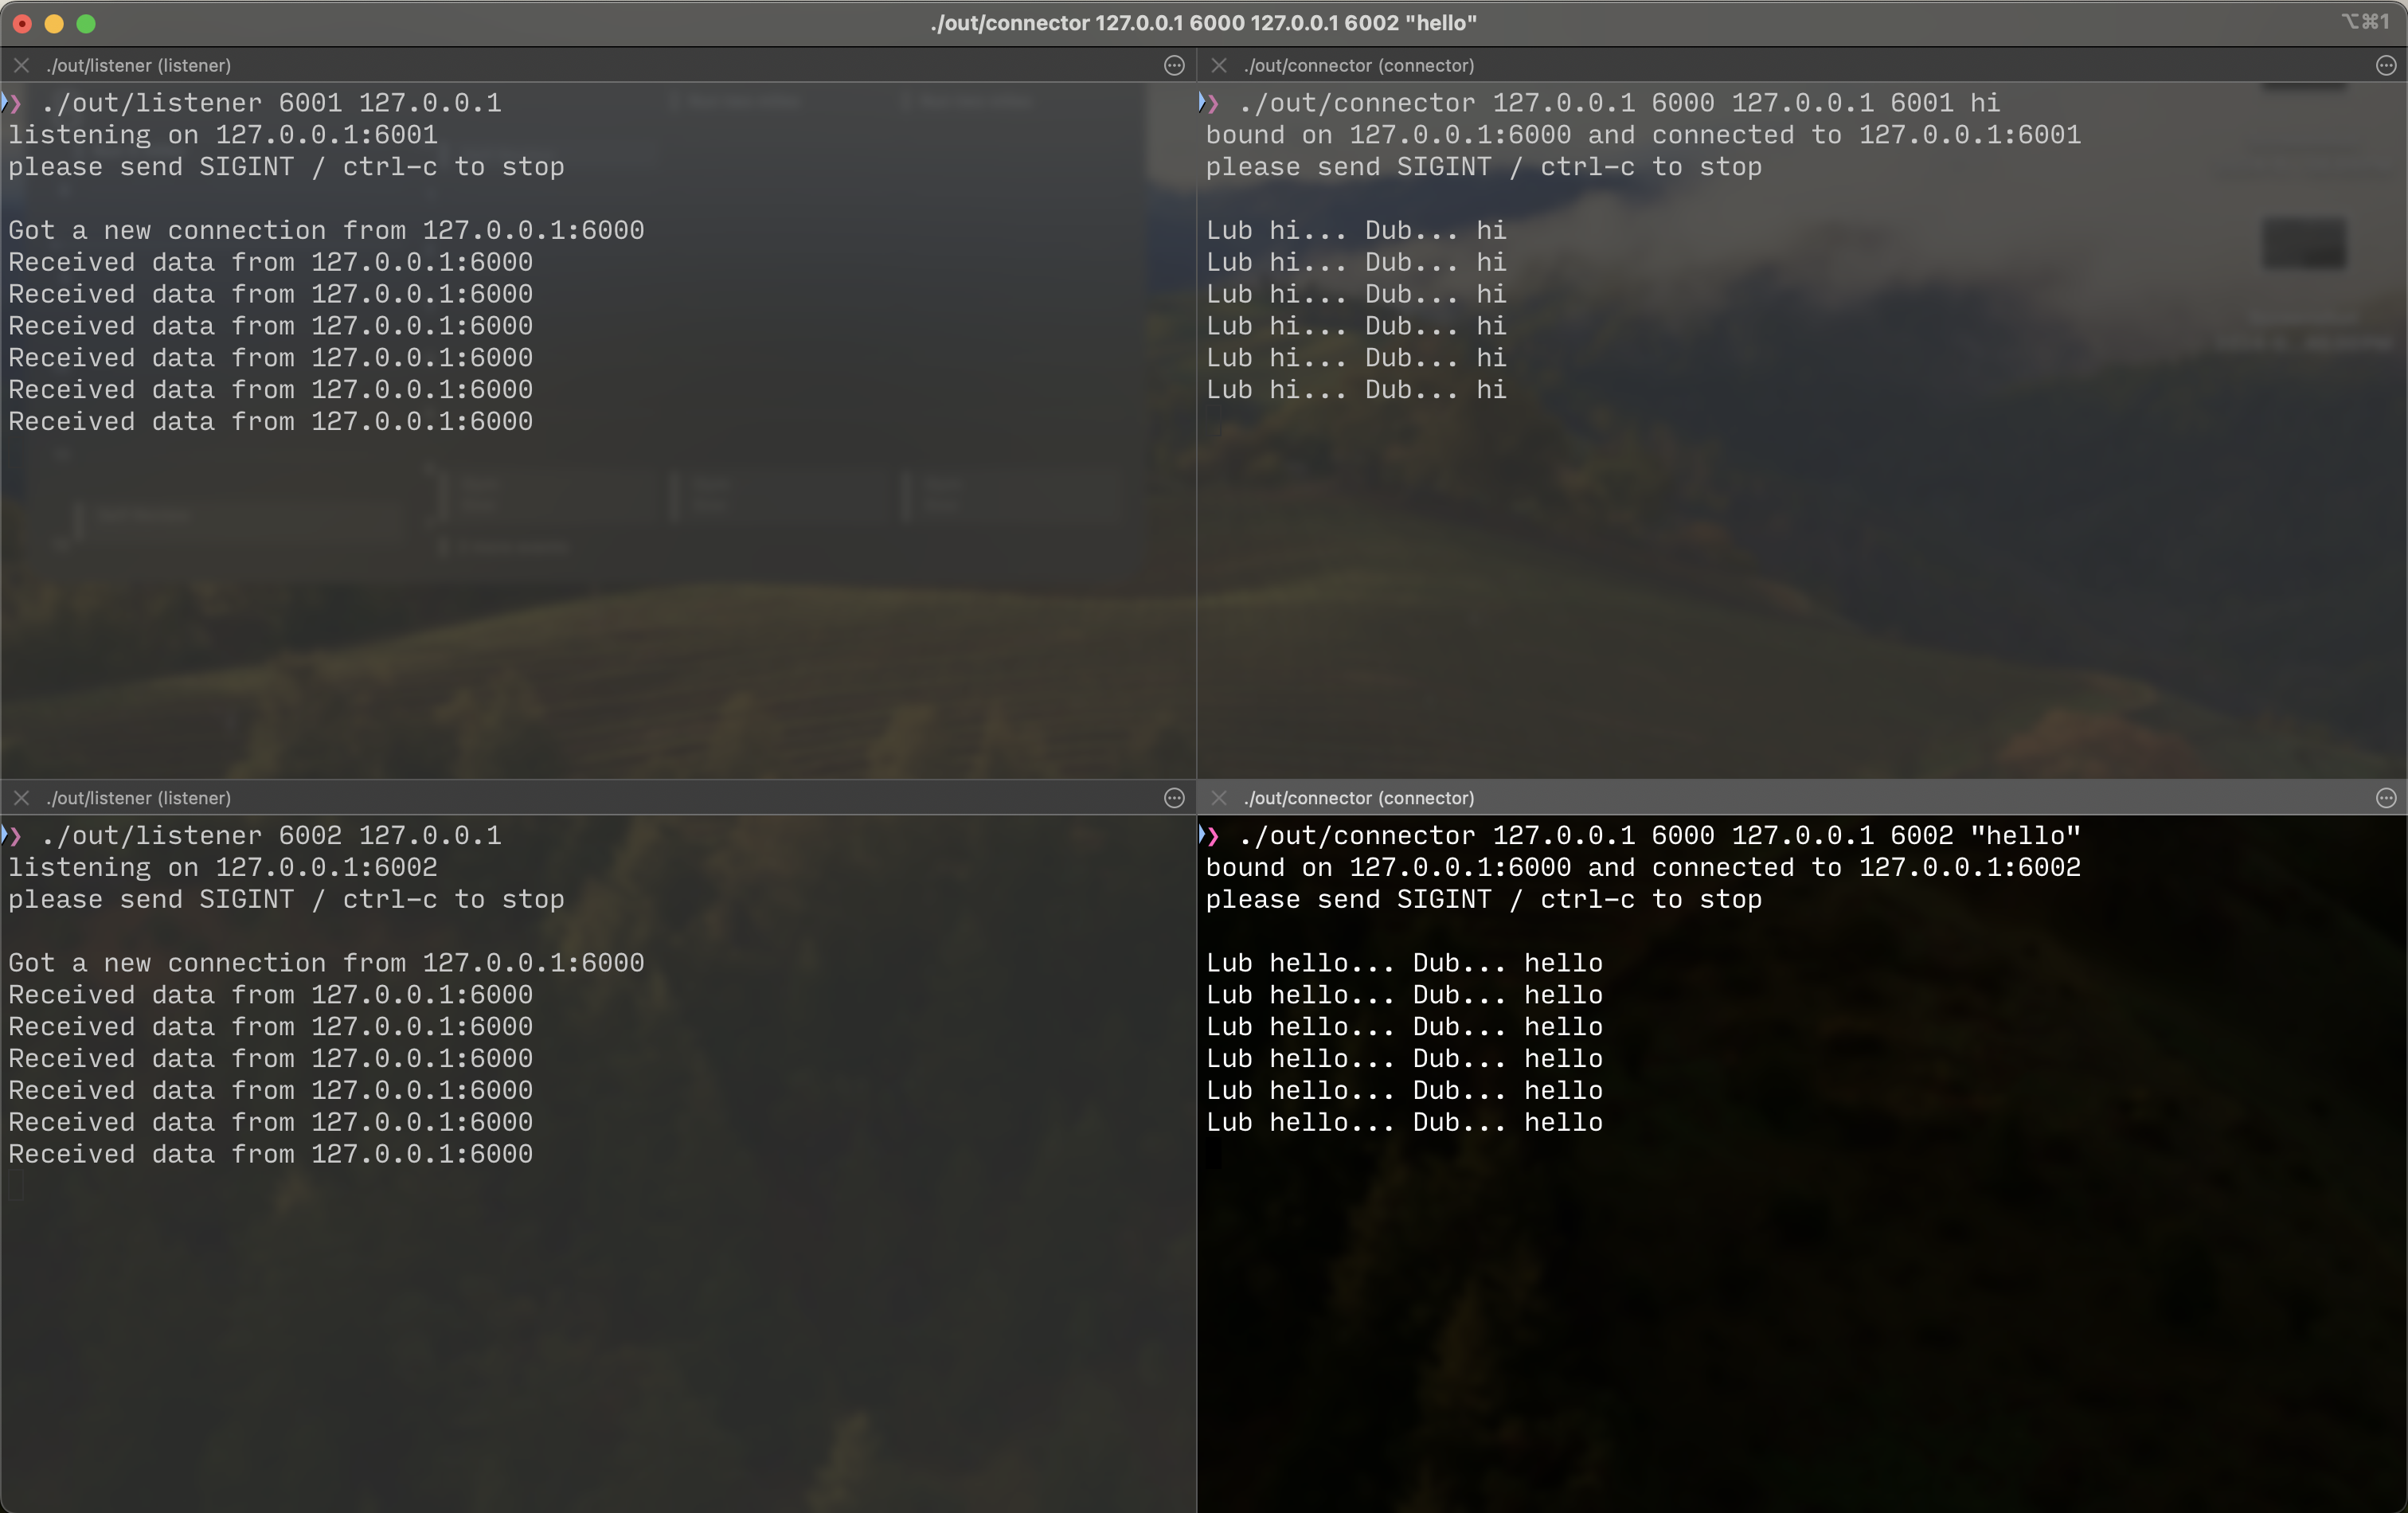 ./out/connector 127.0.0.1 6000 127.0.0.1 6002 "hello"
⌥⌘1
./out/listener (listener)
❯ ./out/listener 6001 127.0.0.1
listening on 127.0.0.1:6001
please send SIGINT / ctrl-c to stop
Got a new connection from 127.0.0.1:6000
Received data from 127.0.0.1:6000
Received data from 127.0.0.1:6000
Received data from 127.0.0.1:6000
Received data from 127.0.0.1:6000
Received data from 127.0.0.1:6000
Received data from 127.0.0.1:6000
./out/connector (connector)
❯ ./out/connector 127.0.0.1 6000 127.0.0.1 6001 hi
bound on 127.0.0.1:6000 and connected to 127.0.0.1:6001
please send SIGINT / ctrl-c to stop
Lub hi... Dub... hi
Lub hi... Dub... hi
Lub hi... Dub... hi
Lub hi... Dub... hi
Lub hi... Dub... hi
Lub hi... Dub... hi
./out/listener (listener)
❯ ./out/listener 6002 127.0.0.1
listening on 127.0.0.1:6002
please send SIGINT / ctrl-c to stop
Got a new connection from 127.0.0.1:6000
Received data from 127.0.0.1:6000
Received data from 127.0.0.1:6000
Received data from 127.0.0.1:6000
Received data from 127.0.0.1:6000
Received data from 127.0.0.1:6000
Received data from 127.0.0.1:6000
./out/connector (connector)
❯ ./out/connector 127.0.0.1 6000 127.0.0.1 6002 "hello"
bound on 127.0.0.1:6000 and connected to 127.0.0.1:6002
please send SIGINT / ctrl-c to stop
Lub hello... Dub... hello
Lub hello... Dub... hello
Lub hello... Dub... hello
Lub hello... Dub... hello
Lub hello... Dub... hello
Lub hello... Dub... hello